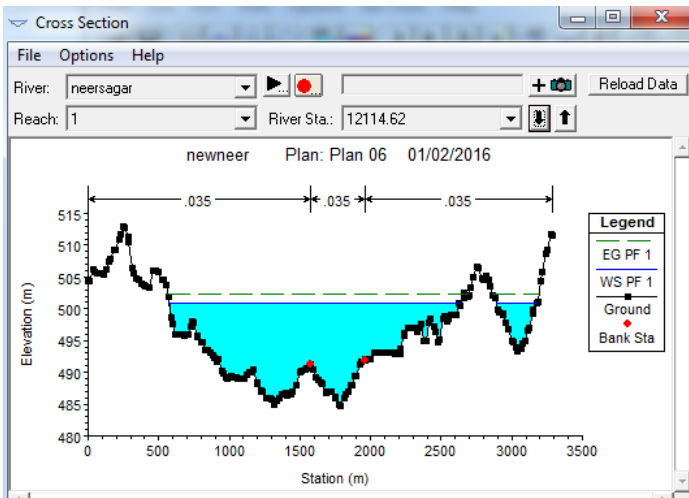 Cross Section
File Options Help
River: neersagar
Reload Data
Reach: 1 River Sta.: 12114.62
newneer Plan: Plan 06 01/02/2016
.035 .035 .035
515
510
505
500
495
490
485
480
Elevation (m)
0 500 1000 1500 2000 2500 3000 3500
Station (m)
Legend
EG PF 1
WS PF 1
Ground
Bank Sta